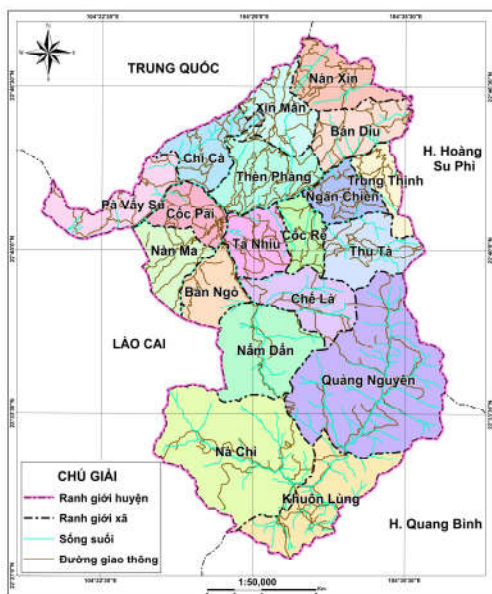 TRUNG QUỐC
Nàn Xỉn
Xín Mần
Bản Díu
H. Hoàng
Su Phì
Chí Cà
Thèn Phàng
Trung Thịnh
Ngán Chiên
Pà Vầy Sủ
Cốc Pài
Tả Nhìu
Cốc Rế
Thu Tà
Nàn Ma
Bản Ngò
Chế Là
LÀO CAI
Nấm Dẩn
Quảng Nguyên
Nà Chì
Khuôn Lùng
H. Quang Bình
CHÚ GIẢI
Ranh giới huyện
Ranh giới xã
Sông suối
Đường giao thông
1:50,000
Km